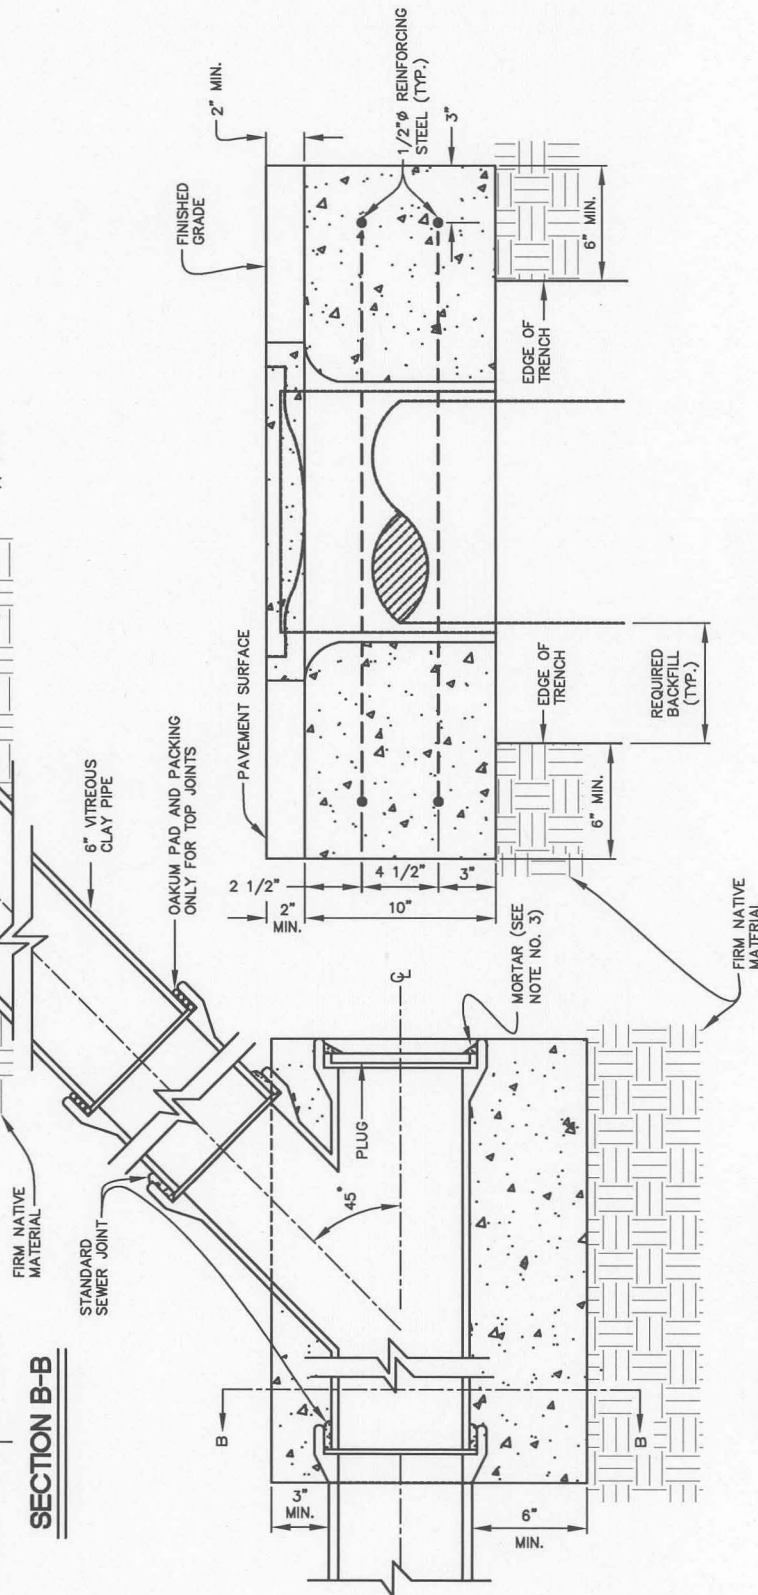 2" MIN.
FINISHED
GRADE
1/2"Ø REINFORCING
STEEL (TYP.)
3"
6" MIN.
EDGE OF
TRENCH
PAVEMENT SURFACE
EDGE OF
TRENCH
REQUIRED
BACKFILL
(TYP.)
6" MIN.
2 1/2"
4 1/2"
3"
2"
MIN.
10"
FIRM NATIVE
MATERIAL
6" VITREOUS
CLAY PIPE
OAKUM PAD AND PACKING
ONLY FOR TOP JOINTS
MORTAR (SEE
NOTE NO. 3)
℄
PLUG
45°
FIRM NATIVE
MATERIAL
STANDARD
SEWER JOINT
SECTION B-B
B
B
3"
MIN.
6"
MIN.